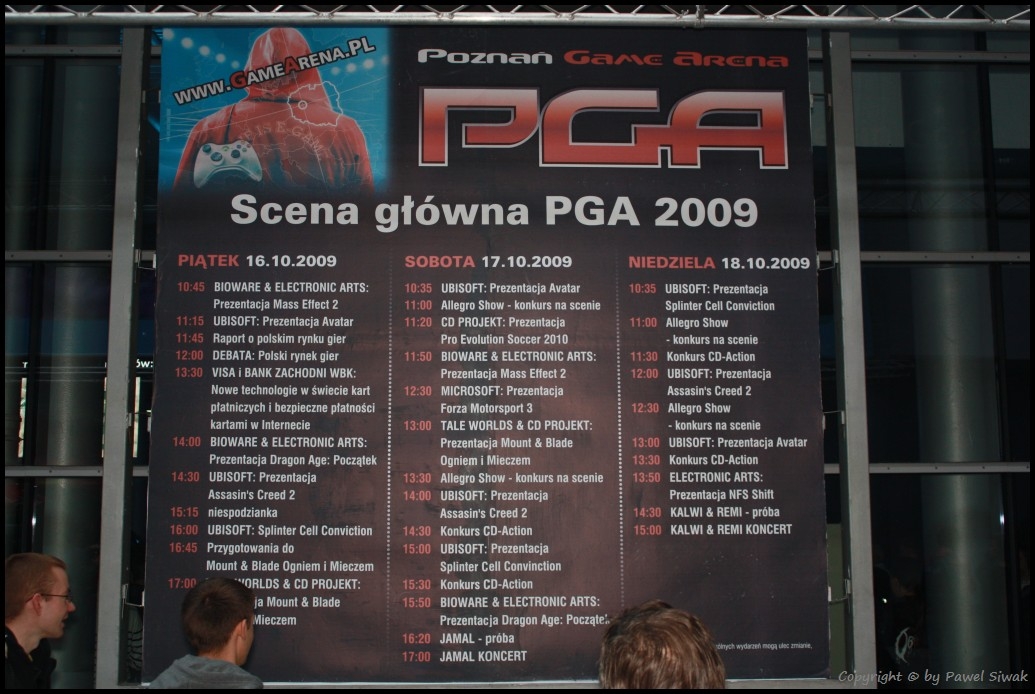 www.GameArena.PL
Poznań Game Arena
PGA
Scena główna PGA 2009
PIĄTEK 16.10.2009
10:45 BIOWARE & ELECTRONIC ARTS:
Prezentacja Mass Effect 2
11:15 UBISOFT: Prezentacja Avatar
11:45 Raport o polskim rynku gier
12:00 DEBATA: Polski rynek gier
13:30 VISA i BANK ZACHODNI WBK:
Nowe technologie w świecie kart
płatniczych i bezpieczne płatności
kartami w Internecie
14:00 BIOWARE & ELECTRONIC ARTS:
Prezentacja Dragon Age: Początek
14:30 UBISOFT: Prezentacja
Assasin's Creed 2
15:15 niespodzianka
16:00 UBISOFT: Splinter Cell Conviction
16:45 Przygotowania do
Mount & Blade Ogniem i Mieczem
17:00 WORLDS & CD PROJEKT:
Mount & Blade
Mieczem
SOBOTA 17.10.2009
10:35 UBISOFT: Prezentacja Avatar
11:00 Allegro Show - konkurs na scenie
11:20 CD PROJEKT: Prezentacja
Pro Evolution Soccer 2010
11:50 BIOWARE & ELECTRONIC ARTS:
Prezentacja Mass Effect 2
12:30 MICROSOFT: Prezentacja
Forza Motorsport 3
13:00 TALE WORLDS & CD PROJEKT:
Prezentacja Mount & Blade
Ogniem i Mieczem
13:30 Allegro Show - konkurs na scenie
14:00 UBISOFT: Prezentacja
Assasin's Creed 2
14:30 Konkurs CD-Action
15:00 UBISOFT: Prezentacja
Splinter Cell Convinction
15:30 Konkurs CD-Action
15:50 BIOWARE & ELECTRONIC ARTS:
Prezentacja Dragon Age: Początek
16:20 JAMAL - próba
17:00 JAMAL KONCERT
NIEDZIELA 18.10.2009
10:35 UBISOFT: Prezentacja
Splinter Cell Conviction
11:00 Allegro Show
- konkurs na scenie
11:30 Konkurs CD-Action
12:00 UBISOFT: Prezentacja
Assasin's Creed 2
12:30 Allegro Show
- konkurs na scenie
13:00 UBISOFT: Prezentacja Avatar
13:30 Konkurs CD-Action
13:50 ELECTRONIC ARTS:
Prezentacja NFS Shift
14:30 KALWI & REMI - próba
15:00 KALWI & REMI KONCERT
wydarzeń mogą ulec zmianie,
Copyright © by Pawel Siwak